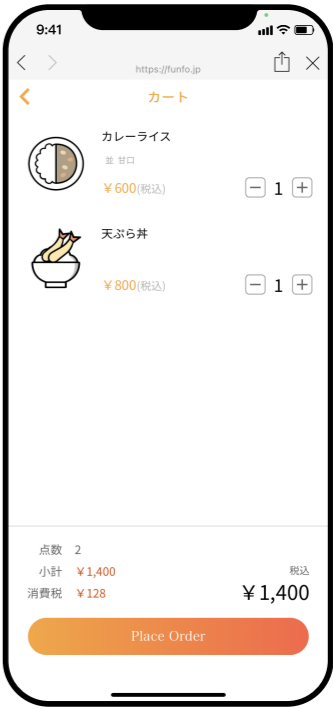 9:41
https://funfo.jp
カート
カレーライス
並 甘口
￥600(税込)
1
天ぷら丼
￥800(税込)
1
点数 2
小計 ￥1,400
消費税 ￥128
税込
￥1,400
Place Order